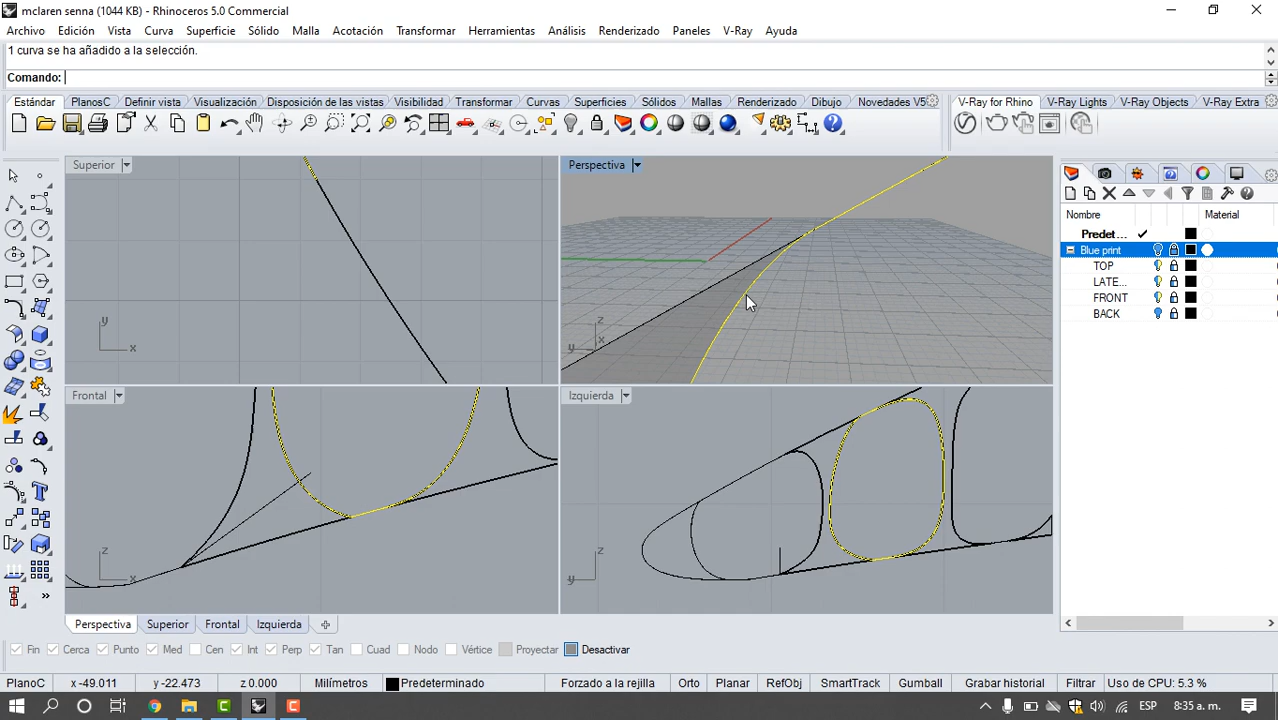 mclaren senna (1044 KB) - Rhinoceros 5.0 Commercial
Archivo Edición Vista Curva Superficie Sólido Malla Acotación Transformar Herramientas Análisis Renderizado Paneles V-Ray Ayuda
1 curva se ha añadido a la selección.
Comando:
Estándar PlanosC Definir vista Visualización Disposición de las vistas Visibilidad Transformar Curvas Superficies Sólidos Mallas Renderizado Dibujo Novedades V5 V-Ray for Rhino V-Ray Lights V-Ray Objects V-Ray Extra
Superior
y
x
Perspectiva
z
x
y
Nombre Material
Predet...
Blue print
TOP
LATE...
FRONT
BACK
Frontal
z
x
Izquierda
z
y
Perspectiva Superior Frontal Izquierda
Fin Cerca Punto Med Cen Int Perp Tan Cuad Nodo Vértice Proyectar Desactivar
PlanoC x -49.011 y -22.473 z 0.000 Milímetros Predeterminado Forzado a la rejilla Orto Planar RefObj SmartTrack Gumball Grabar historial Filtrar Uso de CPU: 5.3 %
ESP 8:35 a. m.